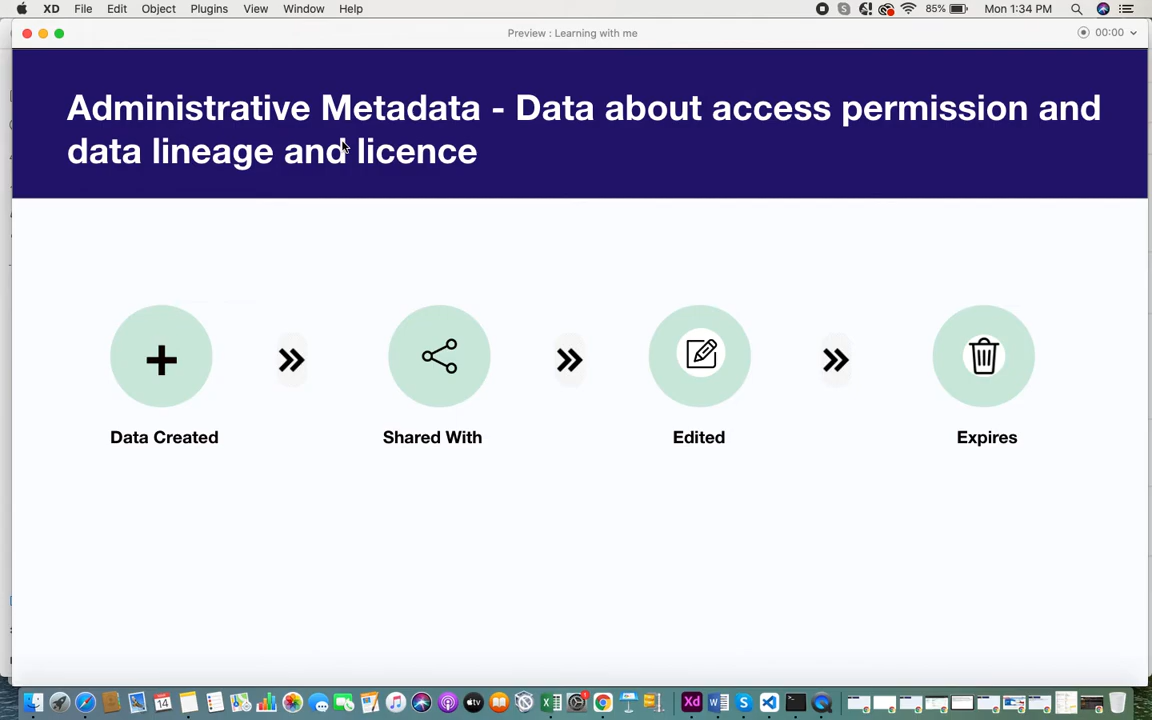 XD File Edit Object Plugins View Window Help 85% Mon 1:34 PM
Preview : Learning with me
00:00
Administrative Metadata - Data about access permission and
data lineage and licence
Data Created
Shared With
Edited
Expires